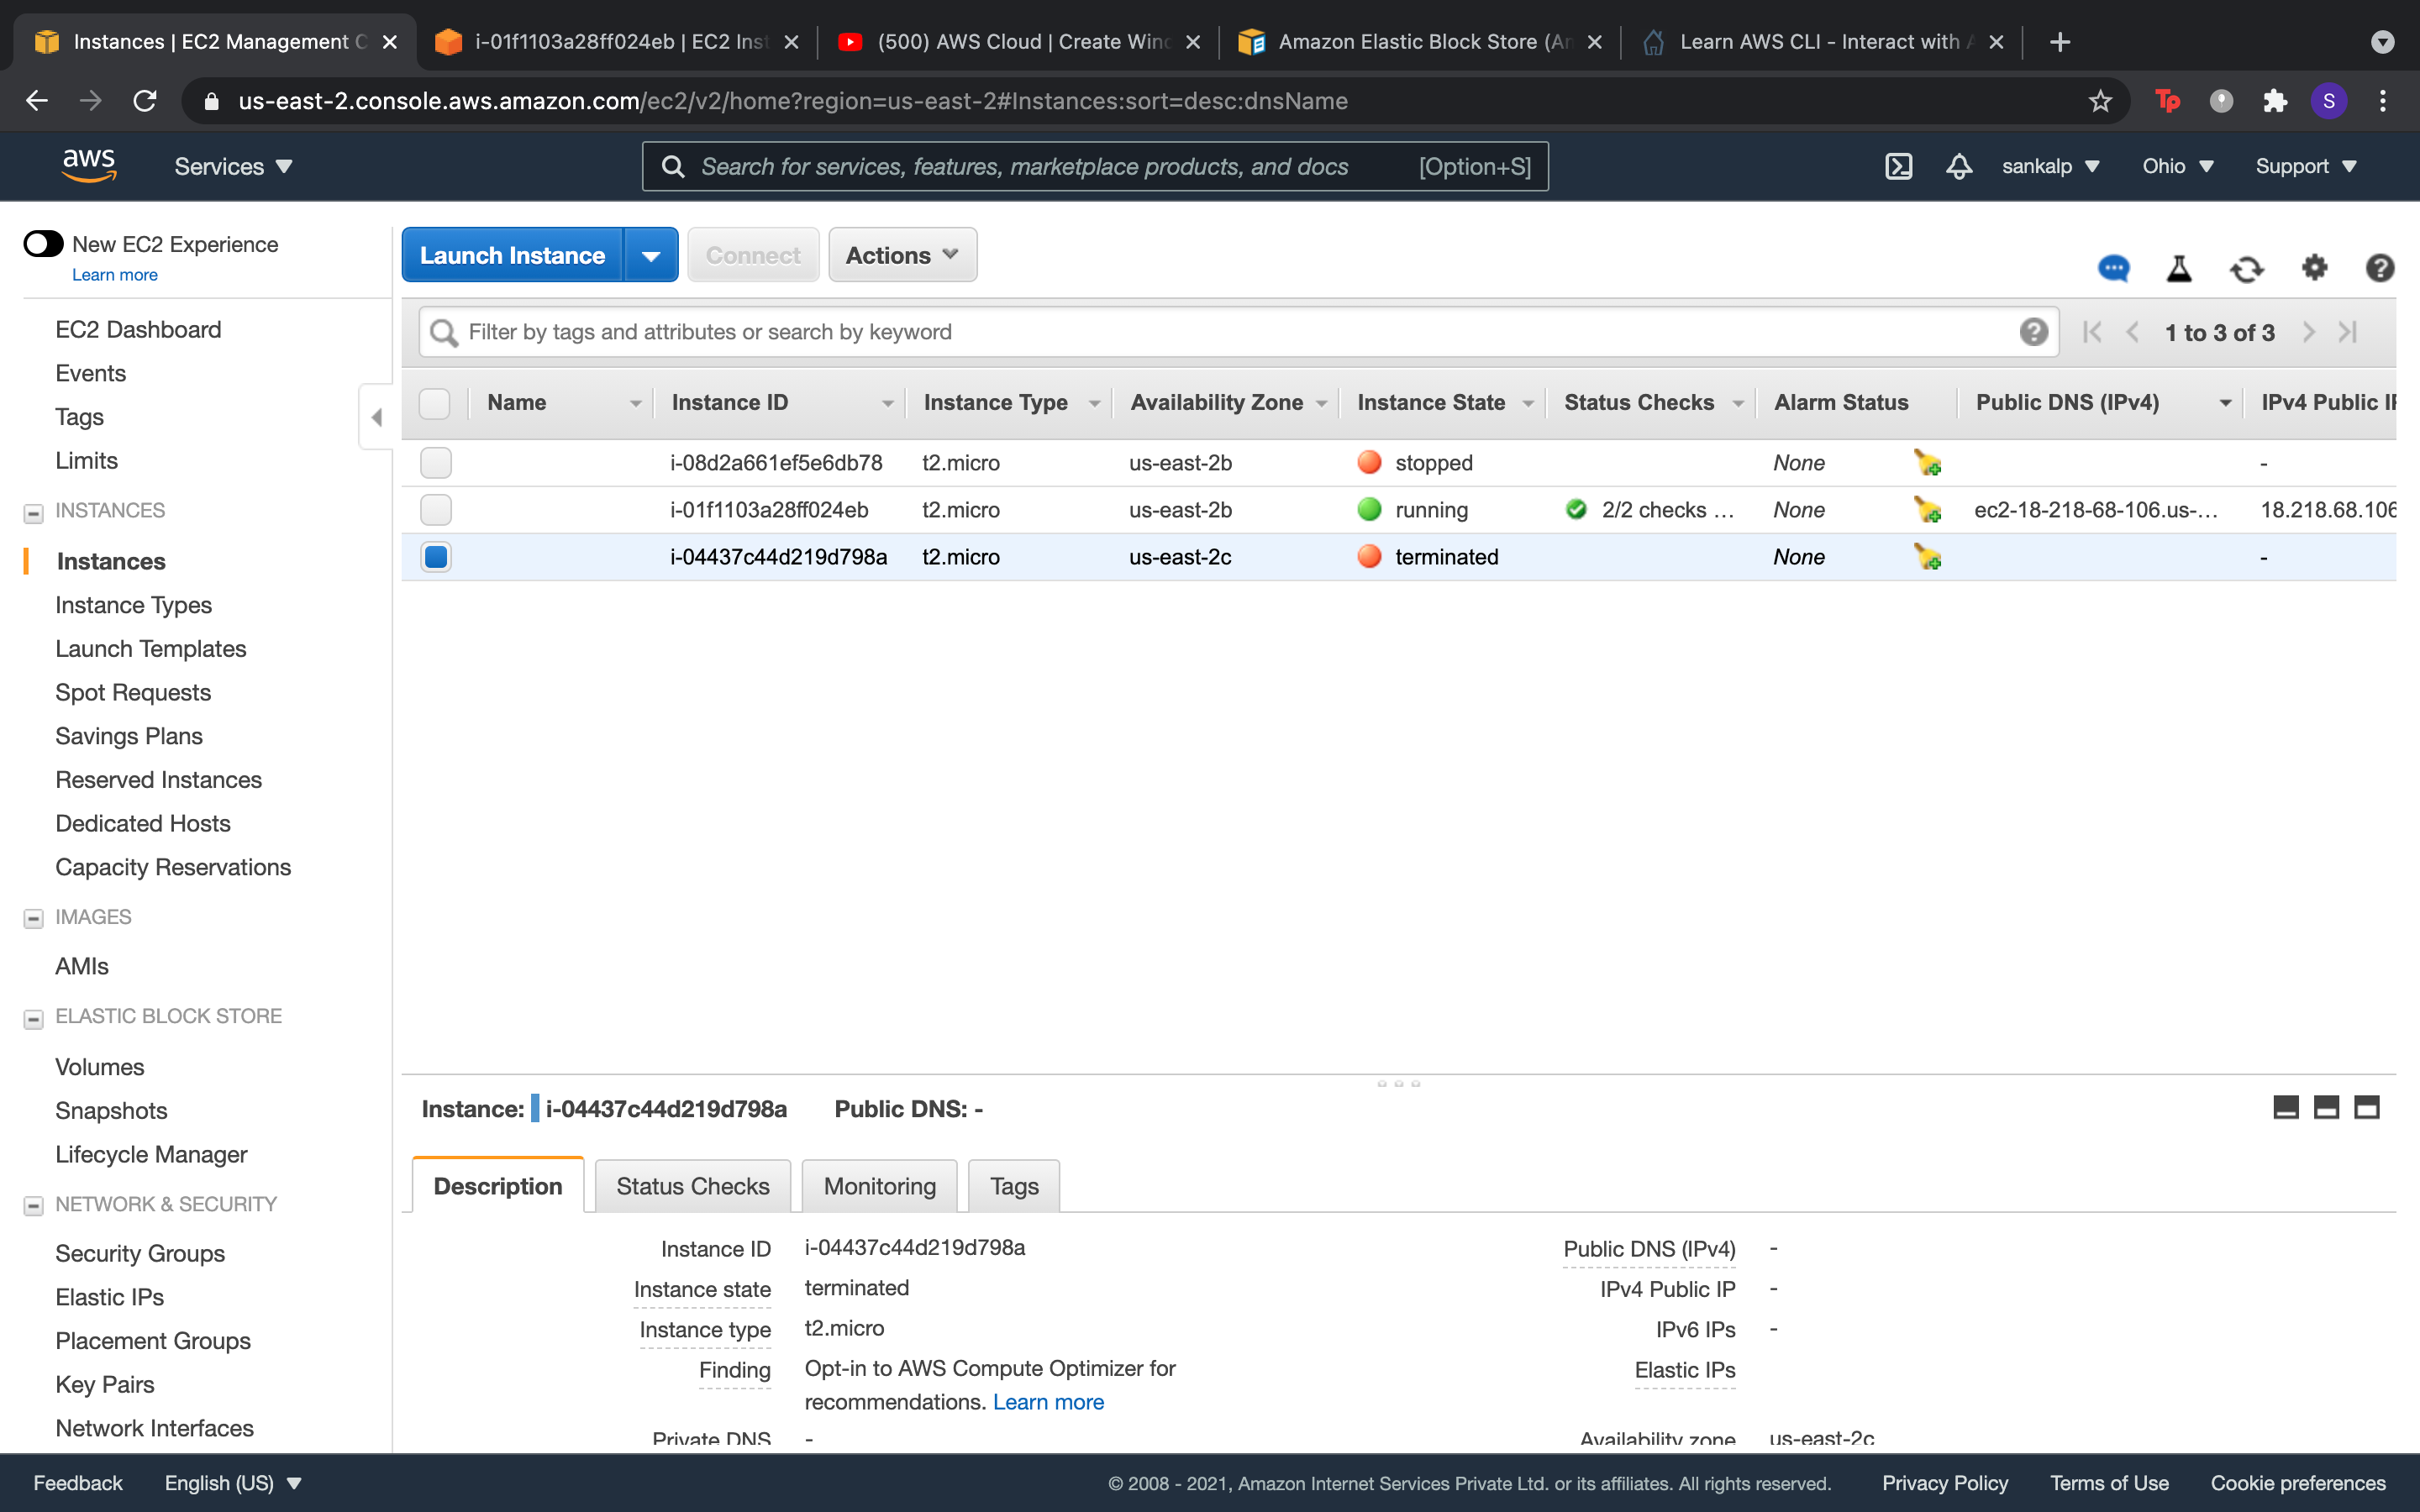 Instances | EC2 Management C
i-01f1103a28ff024eb | EC2 Inst
(500) AWS Cloud | Create Winc
Amazon Elastic Block Store (Am
Learn AWS CLI - Interact with A
us-east-2.console.aws.amazon.com/ec2/v2/home?region=us-east-2#Instances:sort=desc:dnsName
Tp
S
aws
Services
Search for services, features, marketplace products, and docs [Option+S]
sankalp
Ohio
Support
New EC2 Experience
Learn more
EC2 Dashboard
Events
Tags
Limits
INSTANCES
Instances
Instance Types
Launch Templates
Spot Requests
Savings Plans
Reserved Instances
Dedicated Hosts
Capacity Reservations
IMAGES
AMIs
ELASTIC BLOCK STORE
Volumes
Snapshots
Lifecycle Manager
NETWORK & SECURITY
Security Groups
Elastic IPs
Placement Groups
Key Pairs
Network Interfaces
Launch Instance
Connect
Actions
Filter by tags and attributes or search by keyword
1 to 3 of 3
Name Instance ID Instance Type Availability Zone Instance State Status Checks Alarm Status Public DNS (IPv4) IPv4 Public IP
i-08d2a661ef5e6db78 t2.micro us-east-2b stopped None -
i-01f1103a28ff024eb t2.micro us-east-2b running 2/2 checks ... None ec2-18-218-68-106.us-... 18.218.68.106
i-04437c44d219d798a t2.micro us-east-2c terminated None -
Instance: i-04437c44d219d798a Public DNS: -
Description
Status Checks
Monitoring
Tags
Instance ID i-04437c44d219d798a
Instance state terminated
Instance type t2.micro
Finding Opt-in to AWS Compute Optimizer for
recommendations. Learn more
Private DNS -
Public DNS (IPv4) -
IPv4 Public IP -
IPv6 IPs -
Elastic IPs
Availability zone us-east-2c
Feedback
English (US)
© 2008 - 2021, Amazon Internet Services Private Ltd. or its affiliates. All rights reserved.
Privacy Policy
Terms of Use
Cookie preferences